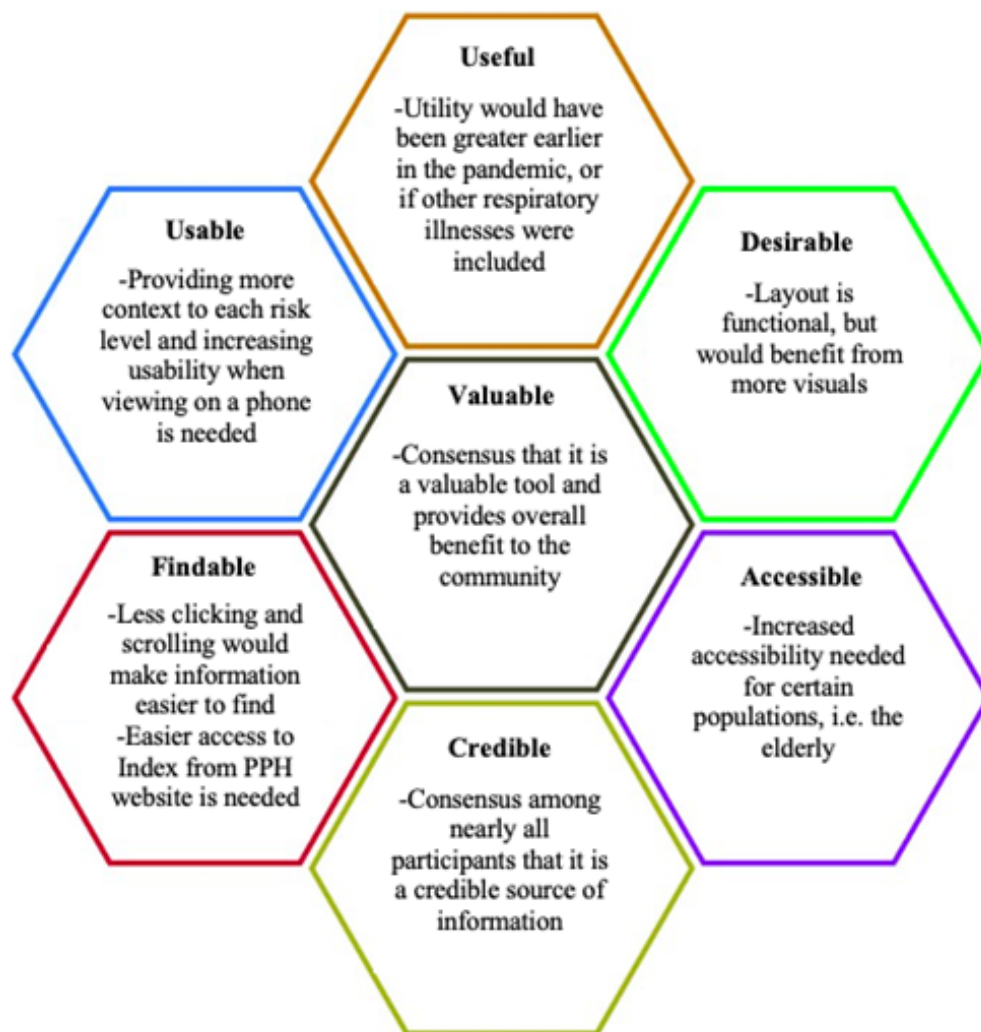 Useful
-Utility would have
been greater earlier
in the pandemic, or
if other respiratory
illnesses were
included
Usable
-Providing more
context to each risk
level and increasing
usability when
viewing on a phone
is needed
Desirable
-Layout is
functional, but
would benefit from
more visuals
Valuable
-Consensus that it is
a valuable tool and
provides overall
benefit to the
community
Findable
-Less clicking and
scrolling would
make information
easier to find
-Easier access to
Index from PPH
website is needed
Accessible
-Increased
accessibility needed
for certain
populations, i.e. the
elderly
Credible
-Consensus among
nearly all
participants that it is
a credible source of
information